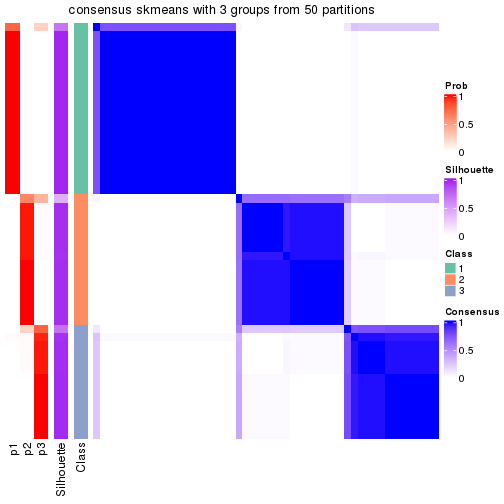 consensus skmeans with 3 groups from 50 partitions
Prob
1
0.5
0
Silhouette
1
0.5
0
Class
1
2
3
Consensus
1
0.5
0
p1
p2
p3
Silhouette
Class